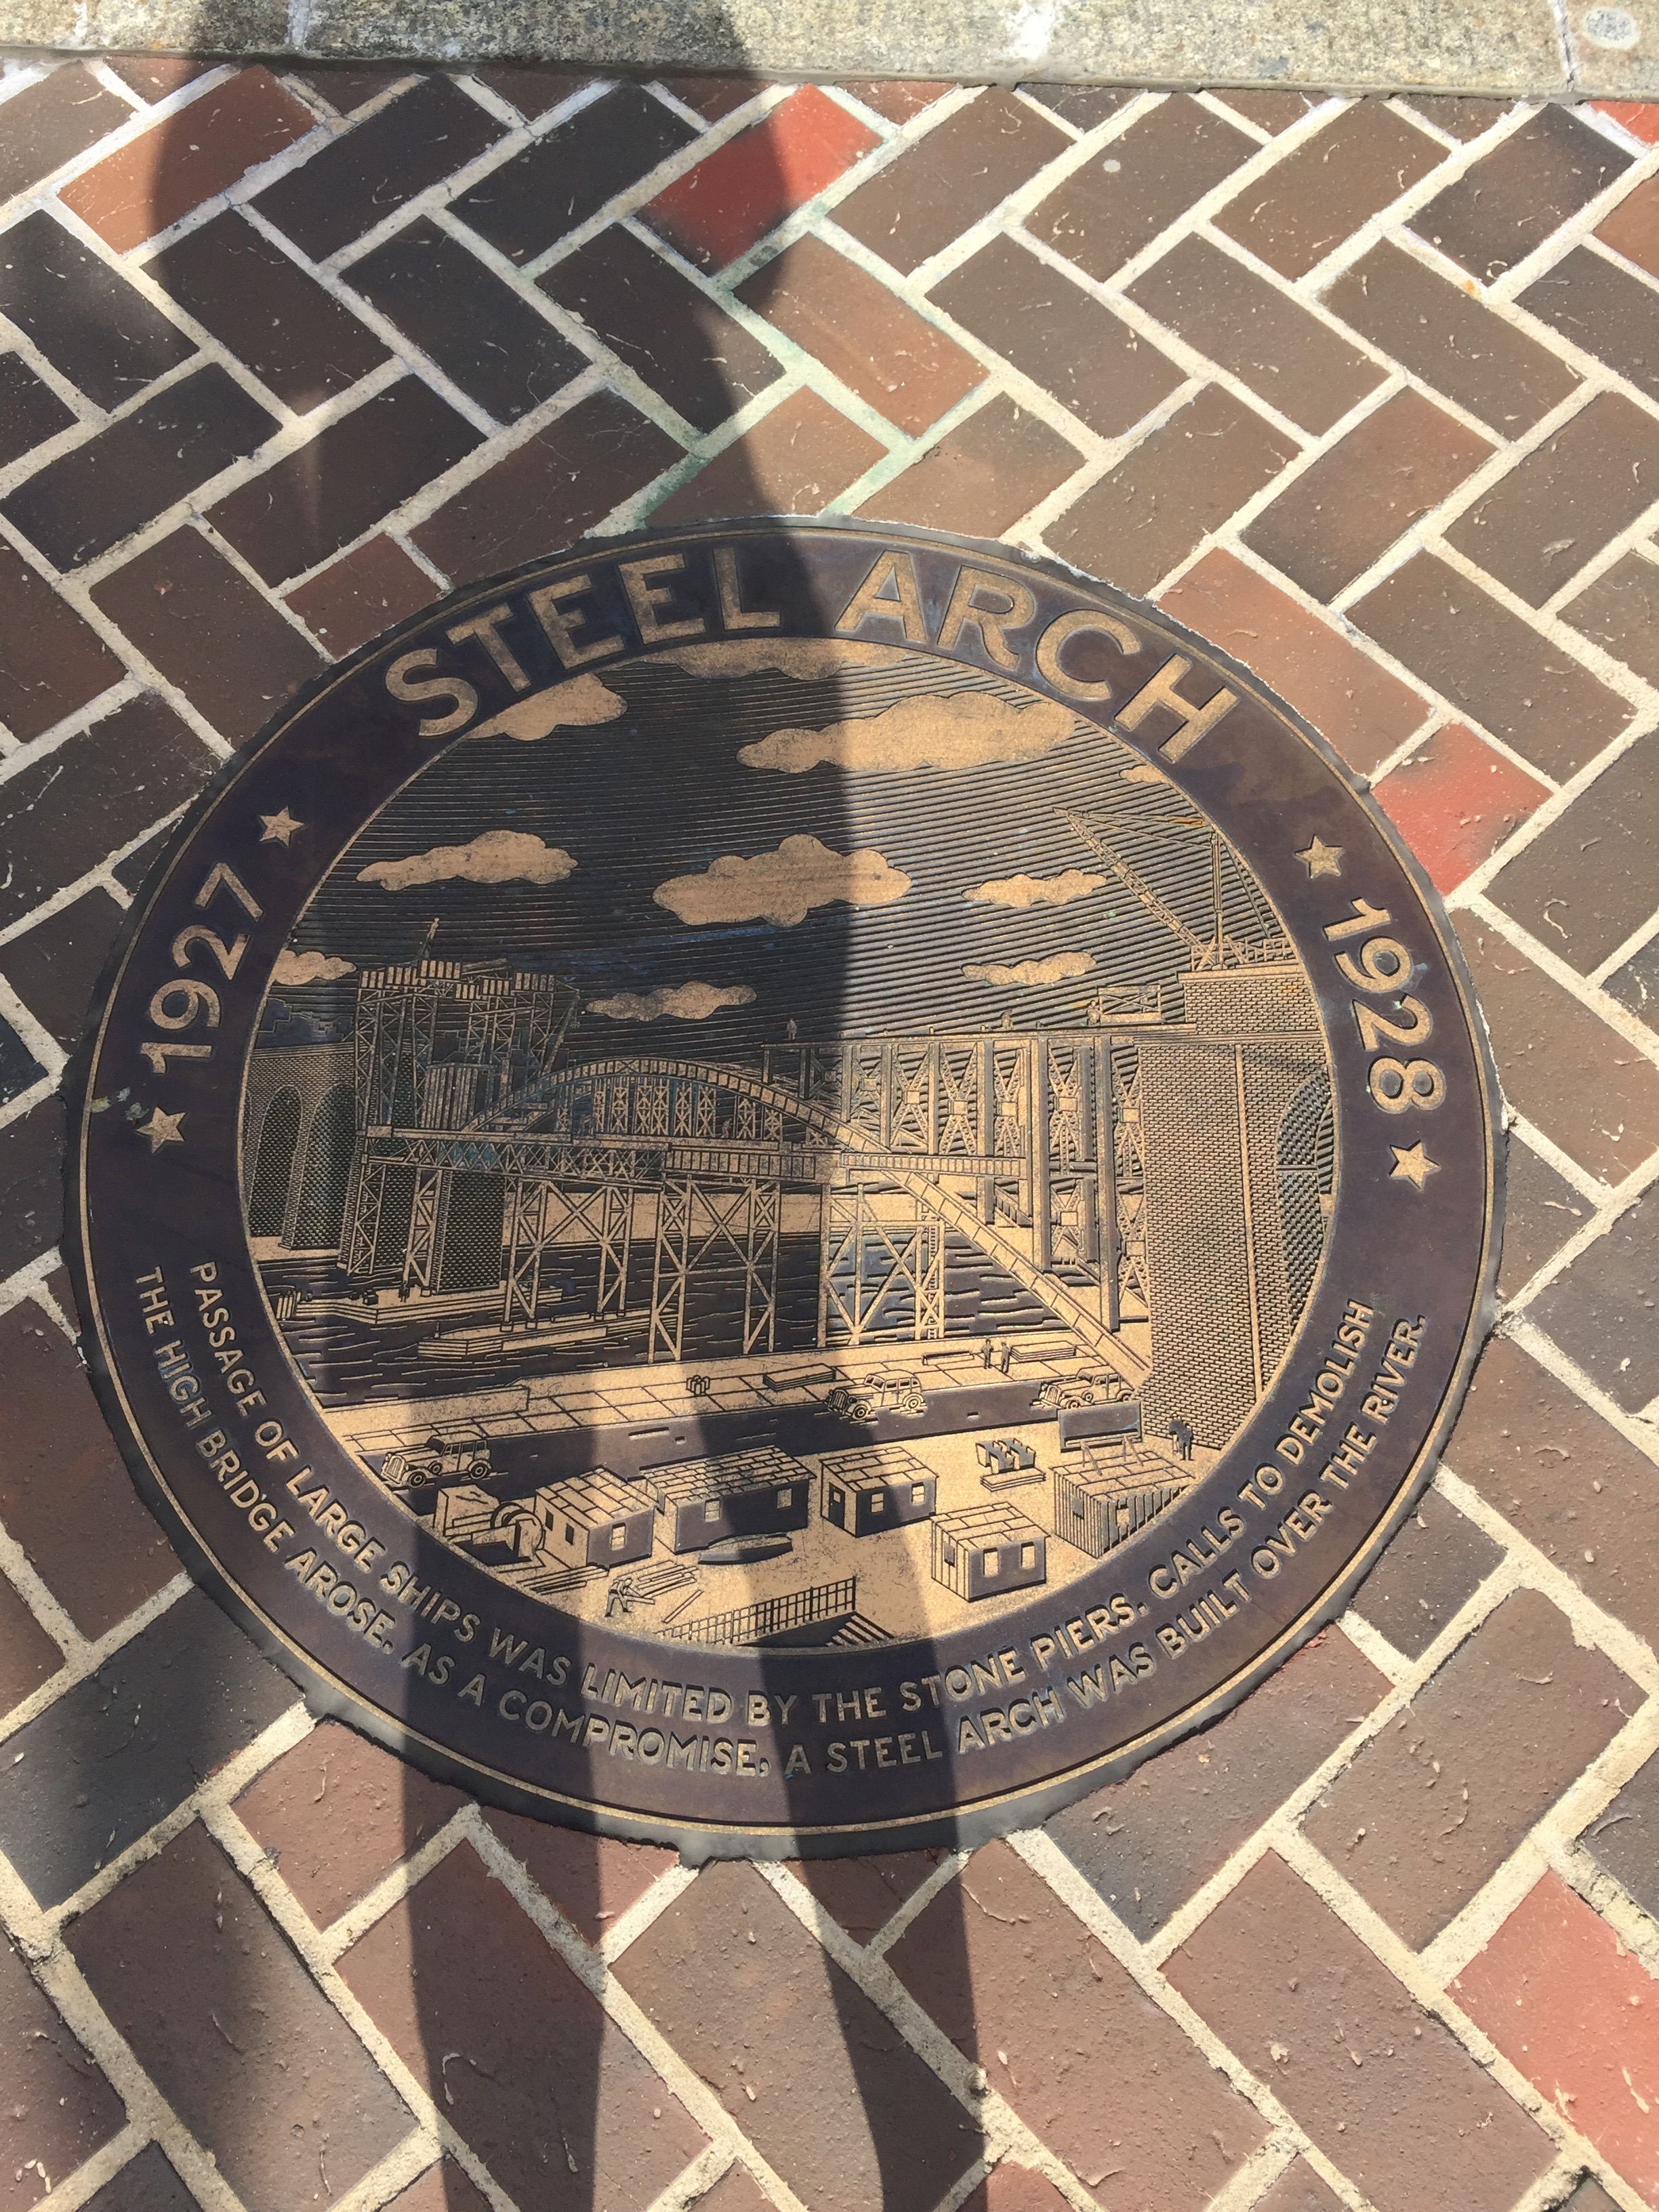 STEEL ARCH
★ 1927 ★
★ 1928 ★
PASSAGE OF LARGE SHIPS WAS LIMITED BY THE STONE PIERS. CALLS TO DEMOLISH
THE HIGH BRIDGE AROSE. AS A COMPROMISE, A STEEL ARCH WAS BUILT OVER THE RIVER.